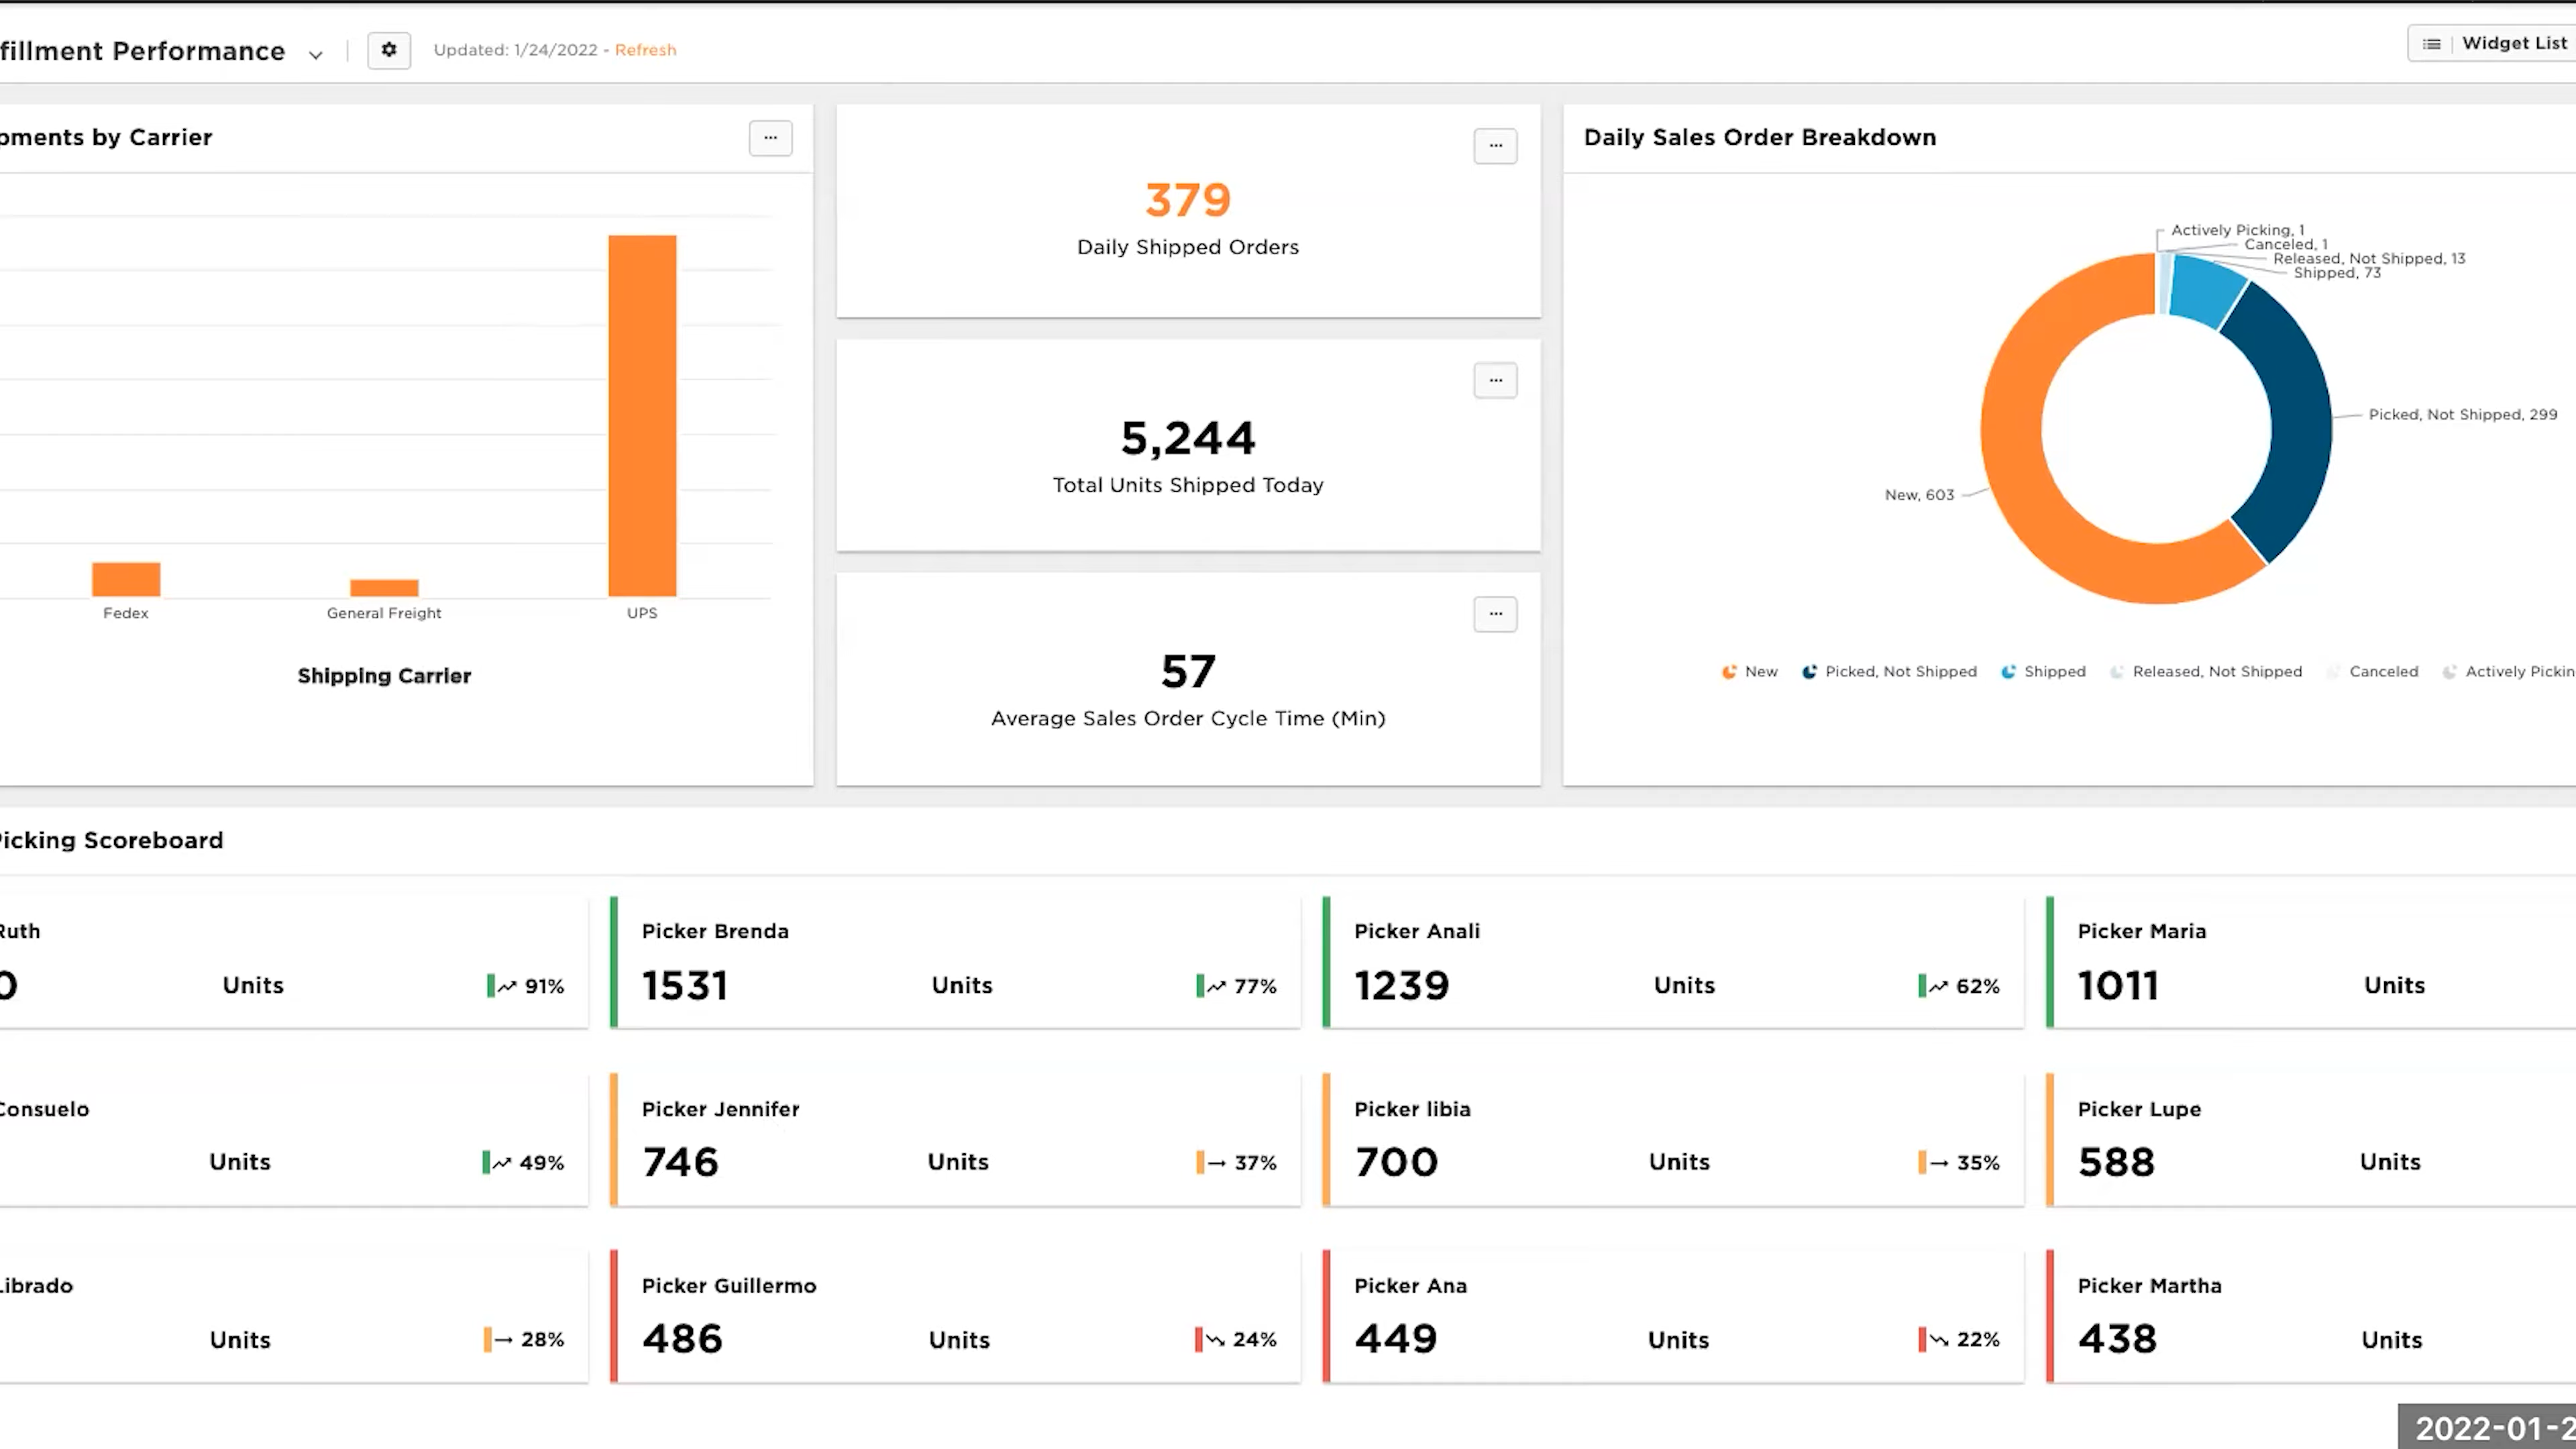 fillment Performance
Updated: 1/24/2022 - Refresh
Widget List
pments by Carrier
Fedex
General Freight
UPS
Shipping Carrier
379
Daily Shipped Orders
5,244
Total Units Shipped Today
57
Average Sales Order Cycle Time (Min)
Daily Sales Order Breakdown
Actively Picking, 1
Canceled, 1
Released, Not Shipped, 13
Shipped, 73
Picked, Not Shipped, 299
New, 603
New Picked, Not Shipped Shipped Released, Not Shipped Canceled Actively Pickin
Picking Scoreboard
Ruth
0 Units 91%
Picker Brenda
1531 Units 77%
Picker Anali
1239 Units 62%
Picker Maria
1011 Units
Consuelo
Units 49%
Picker Jennifer
746 Units 37%
Picker libia
700 Units 35%
Picker Lupe
588 Units
Librado
Units 28%
Picker Guillermo
486 Units 24%
Picker Ana
449 Units 22%
Picker Martha
438 Units
2022-01-2